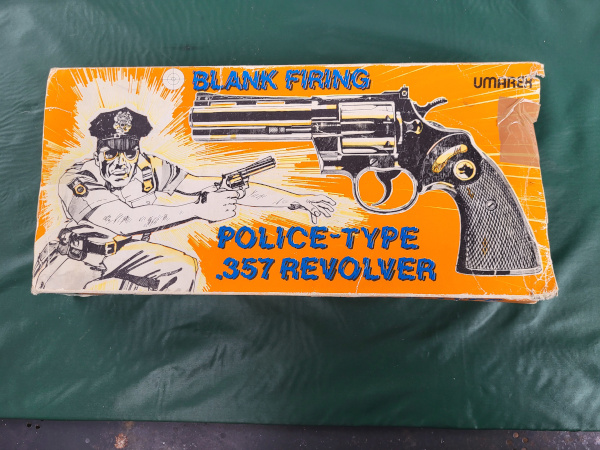 BLANK FIRING
UMAREX
POLICE-TYPE
.357 REVOLVER